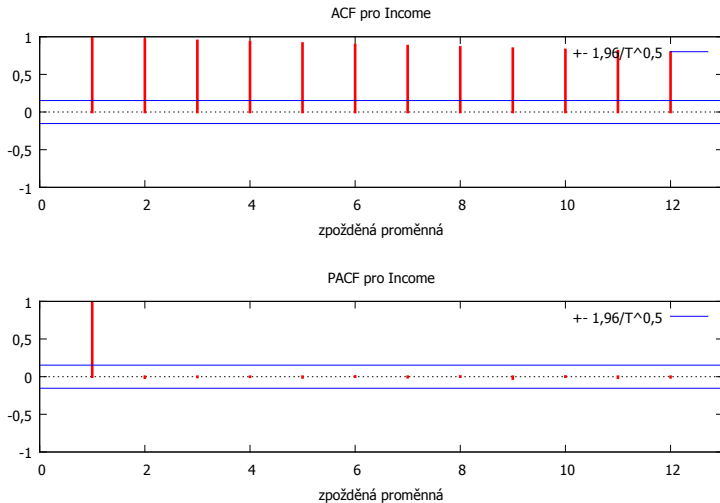 ACF pro Income
+- 1,96/T^0,5
1
0,5
0
-0,5
-1
0 2 4 6 8 10 12
zpožděná proměnná
PACF pro Income
+- 1,96/T^0,5
1
0,5
0
-0,5
-1
0 2 4 6 8 10 12
zpožděná proměnná